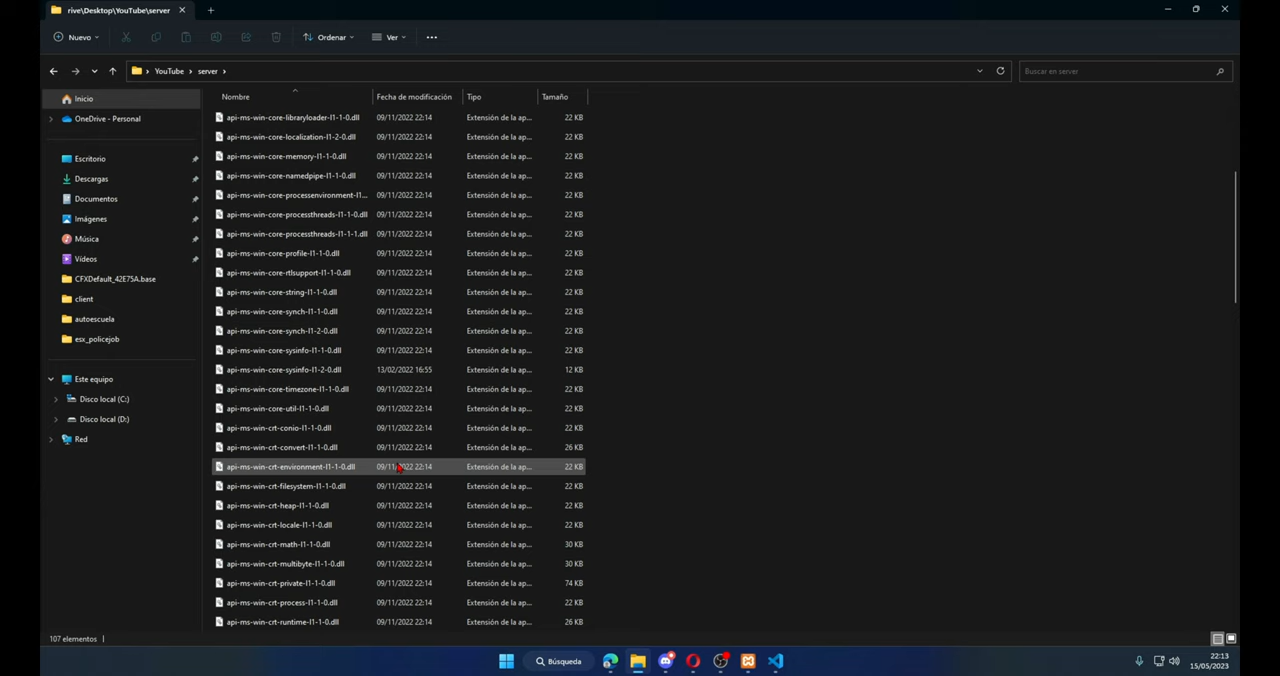 rive\Desktop\YouTube\server
Nuevo
Ordenar
Ver
YouTube
server
Buscar en server
Inicio
OneDrive - Personal
Escritorio
Descargas
Documentos
Imágenes
Música
Vídeos
CFXDefault_42E75A.base
client
autoescuela
esx_policejob
Este equipo
Disco local (C:)
Disco local (D:)
Red
Nombre Fecha de modificación Tipo Tamaño
api-ms-win-core-libraryloader-l1-1-0.dll 09/11/2022 22:14 Extensión de la ap... 22 KB
api-ms-win-core-localization-l1-2-0.dll 09/11/2022 22:14 Extensión de la ap... 22 KB
api-ms-win-core-memory-l1-1-0.dll 09/11/2022 22:14 Extensión de la ap... 22 KB
api-ms-win-core-namedpipe-l1-1-0.dll 09/11/2022 22:14 Extensión de la ap... 22 KB
api-ms-win-core-processenvironment-l1... 09/11/2022 22:14 Extensión de la ap... 22 KB
api-ms-win-core-processthreads-l1-1-0.dll 09/11/2022 22:14 Extensión de la ap... 22 KB
api-ms-win-core-processthreads-l1-1-1.dll 09/11/2022 22:14 Extensión de la ap... 22 KB
api-ms-win-core-profile-l1-1-0.dll 09/11/2022 22:14 Extensión de la ap... 22 KB
api-ms-win-core-rtlsupport-l1-1-0.dll 09/11/2022 22:14 Extensión de la ap... 22 KB
api-ms-win-core-string-l1-1-0.dll 09/11/2022 22:14 Extensión de la ap... 22 KB
api-ms-win-core-synch-l1-1-0.dll 09/11/2022 22:14 Extensión de la ap... 22 KB
api-ms-win-core-synch-l1-2-0.dll 09/11/2022 22:14 Extensión de la ap... 22 KB
api-ms-win-core-sysinfo-l1-1-0.dll 09/11/2022 22:14 Extensión de la ap... 22 KB
api-ms-win-core-sysinfo-l1-2-0.dll 13/02/2022 16:55 Extensión de la ap... 12 KB
api-ms-win-core-timezone-l1-1-0.dll 09/11/2022 22:14 Extensión de la ap... 22 KB
api-ms-win-core-util-l1-1-0.dll 09/11/2022 22:14 Extensión de la ap... 22 KB
api-ms-win-crt-conio-l1-1-0.dll 09/11/2022 22:14 Extensión de la ap... 22 KB
api-ms-win-crt-convert-l1-1-0.dll 09/11/2022 22:14 Extensión de la ap... 26 KB
api-ms-win-crt-environment-l1-1-0.dll 09/11/2022 22:14 Extensión de la ap... 22 KB
api-ms-win-crt-filesystem-l1-1-0.dll 09/11/2022 22:14 Extensión de la ap... 22 KB
api-ms-win-crt-heap-l1-1-0.dll 09/11/2022 22:14 Extensión de la ap... 22 KB
api-ms-win-crt-locale-l1-1-0.dll 09/11/2022 22:14 Extensión de la ap... 22 KB
api-ms-win-crt-math-l1-1-0.dll 09/11/2022 22:14 Extensión de la ap... 30 KB
api-ms-win-crt-multibyte-l1-1-0.dll 09/11/2022 22:14 Extensión de la ap... 30 KB
api-ms-win-crt-private-l1-1-0.dll 09/11/2022 22:14 Extensión de la ap... 74 KB
api-ms-win-crt-process-l1-1-0.dll 09/11/2022 22:14 Extensión de la ap... 22 KB
api-ms-win-crt-runtime-l1-1-0.dll 09/11/2022 22:14 Extensión de la ap... 26 KB
107 elementos
Búsqueda
22:13
15/05/2023